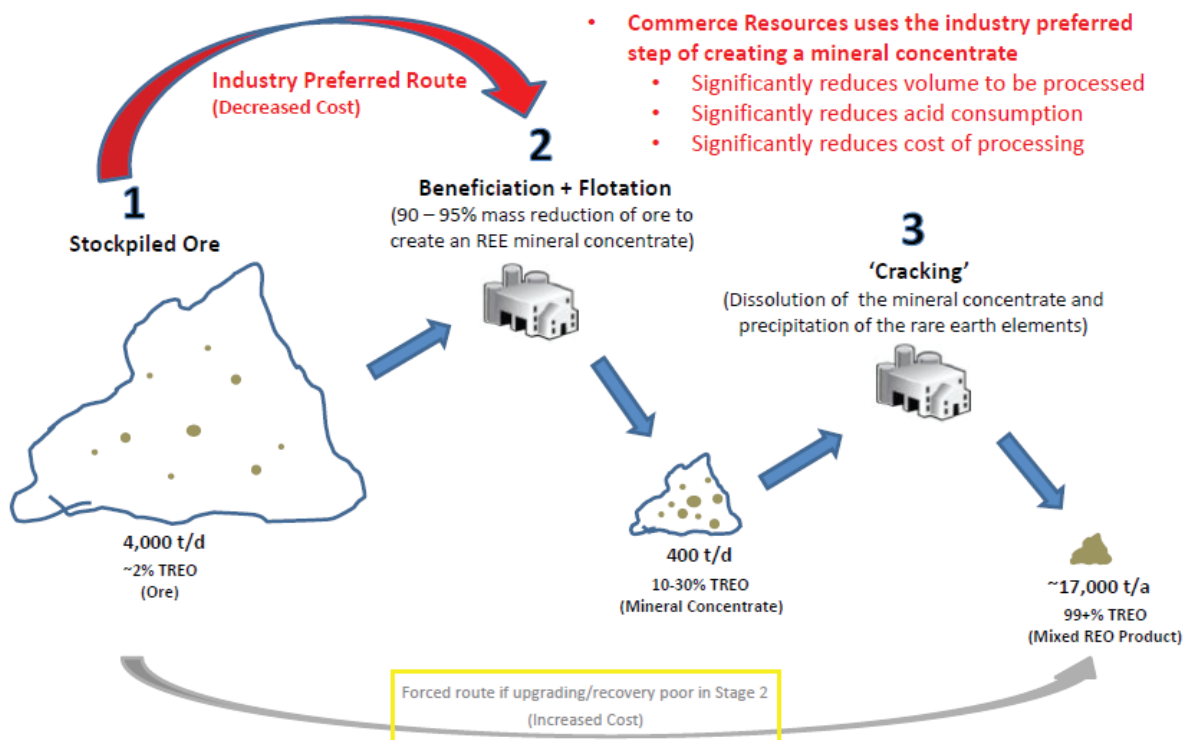 • Commerce Resources uses the industry preferred
step of creating a mineral concentrate
• Significantly reduces volume to be processed
• Significantly reduces acid consumption
• Significantly reduces cost of processing
Industry Preferred Route
(Decreased Cost)
1
Stockpiled Ore
2
Beneficiation + Flotation
(90 – 95% mass reduction of ore to
create an REE mineral concentrate)
3
‘Cracking’
(Dissolution of the mineral concentrate and
precipitation of the rare earth elements)
4,000 t/d
~2% TREO
(Ore)
400 t/d
10-30% TREO
(Mineral Concentrate)
~17,000 t/a
99+% TREO
(Mixed REO Product)
Forced route if upgrading/recovery poor in Stage 2
(Increased Cost)